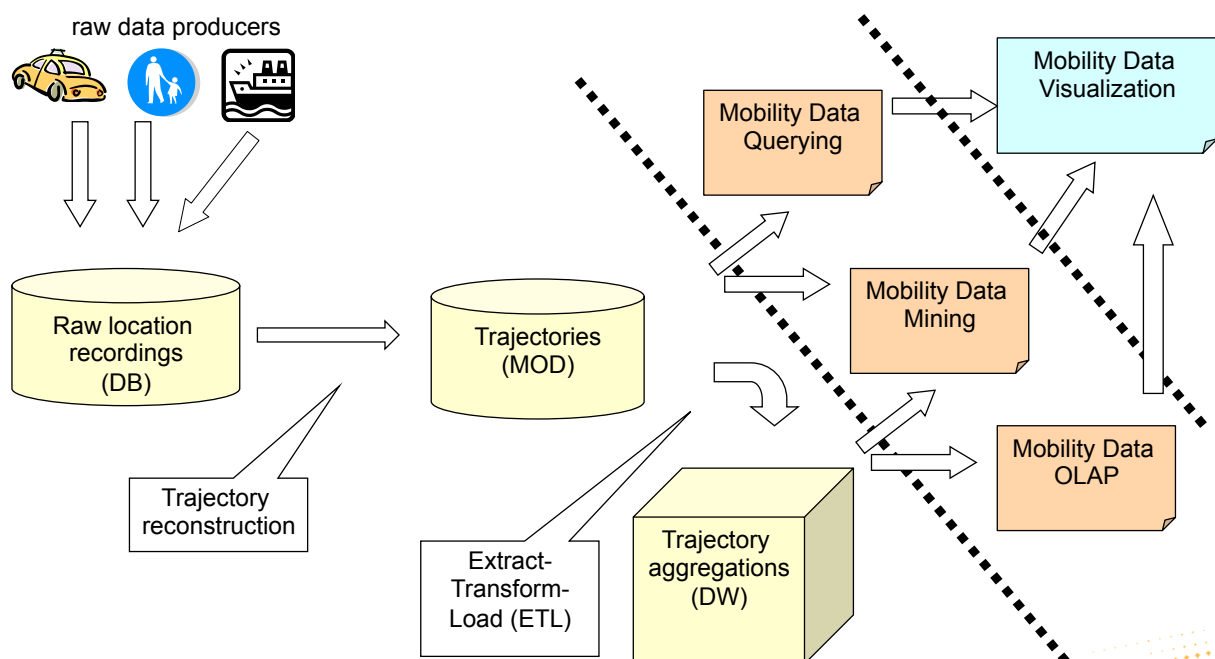 raw data producers
Mobility Data
Visualization
Mobility Data
Querying
Mobility Data
Mining
Raw location
recordings
(DB)
Trajectories
(MOD)
Mobility Data
OLAP
Trajectory
reconstruction
Extract-
Transform-
Load (ETL)
Trajectory
aggregations
(DW)